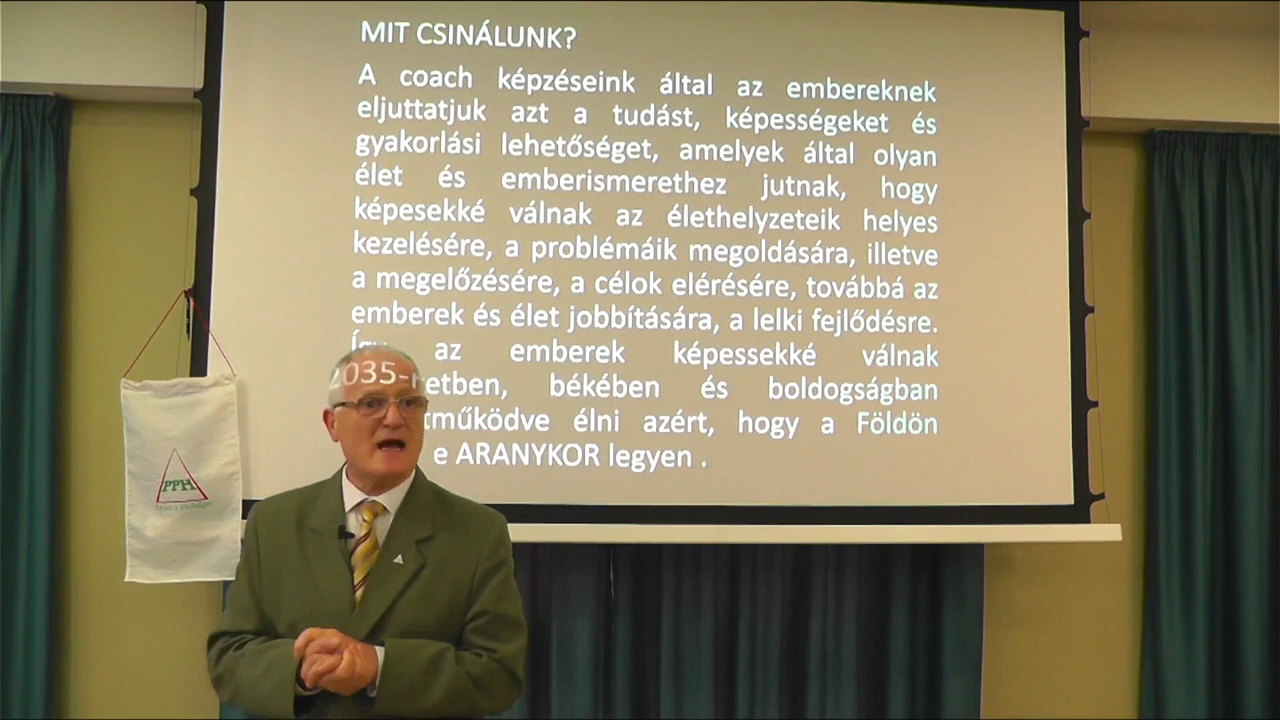 MIT CSINÁLUNK?
A coach képzéseink által az embereknek
eljuttatjuk azt a tudást, képességeket és
gyakorlási lehetőséget, amelyek által olyan
élet és emberismerethez jutnak, hogy
képesekké válnak az élethelyzeteik helyes
kezelésére, a problémáik megoldására, illetve
a megelőzésére, a célok elérésére, továbbá az
emberek és élet jobbítására, a lelki fejlődésre.
Így az emberek képessekké válnak
etben, békében és boldogságban
tműködve élni azért, hogy a Földön
2035-r e ARANYKOR legyen .
PPH